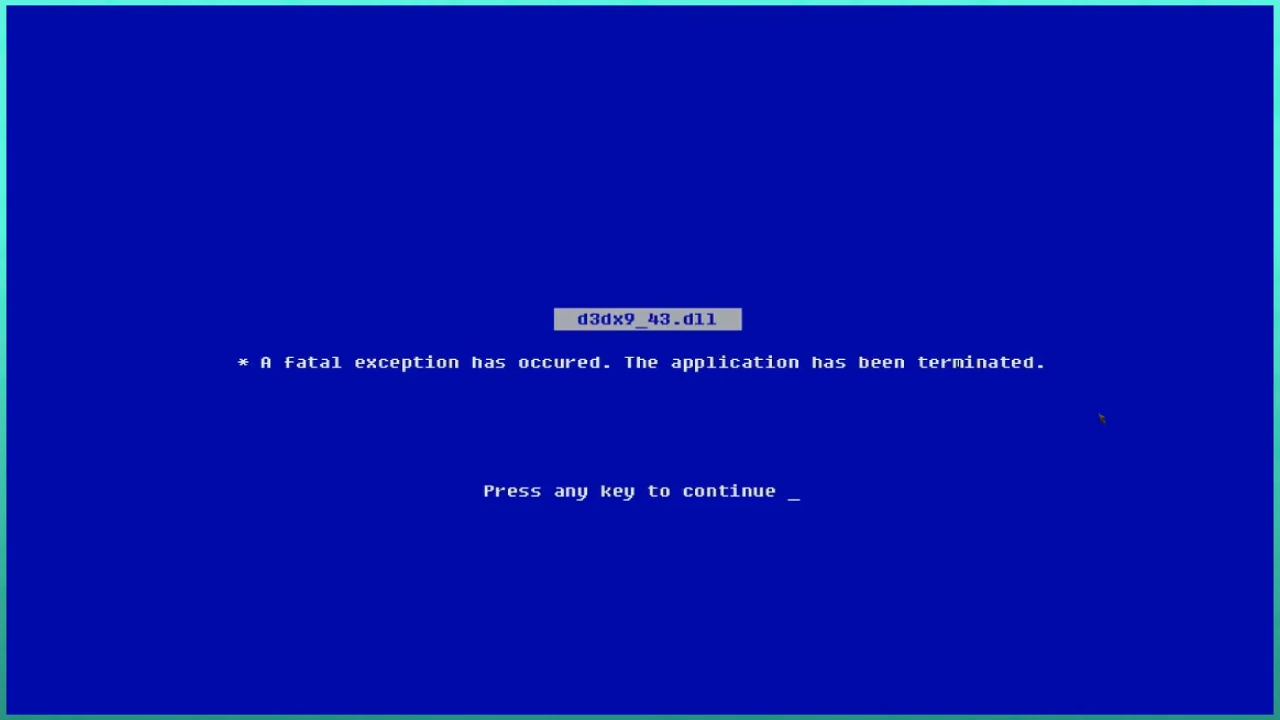 d3dx9_43.dll
* A fatal exception has occured. The application has been terminated.
Press any key to continue _